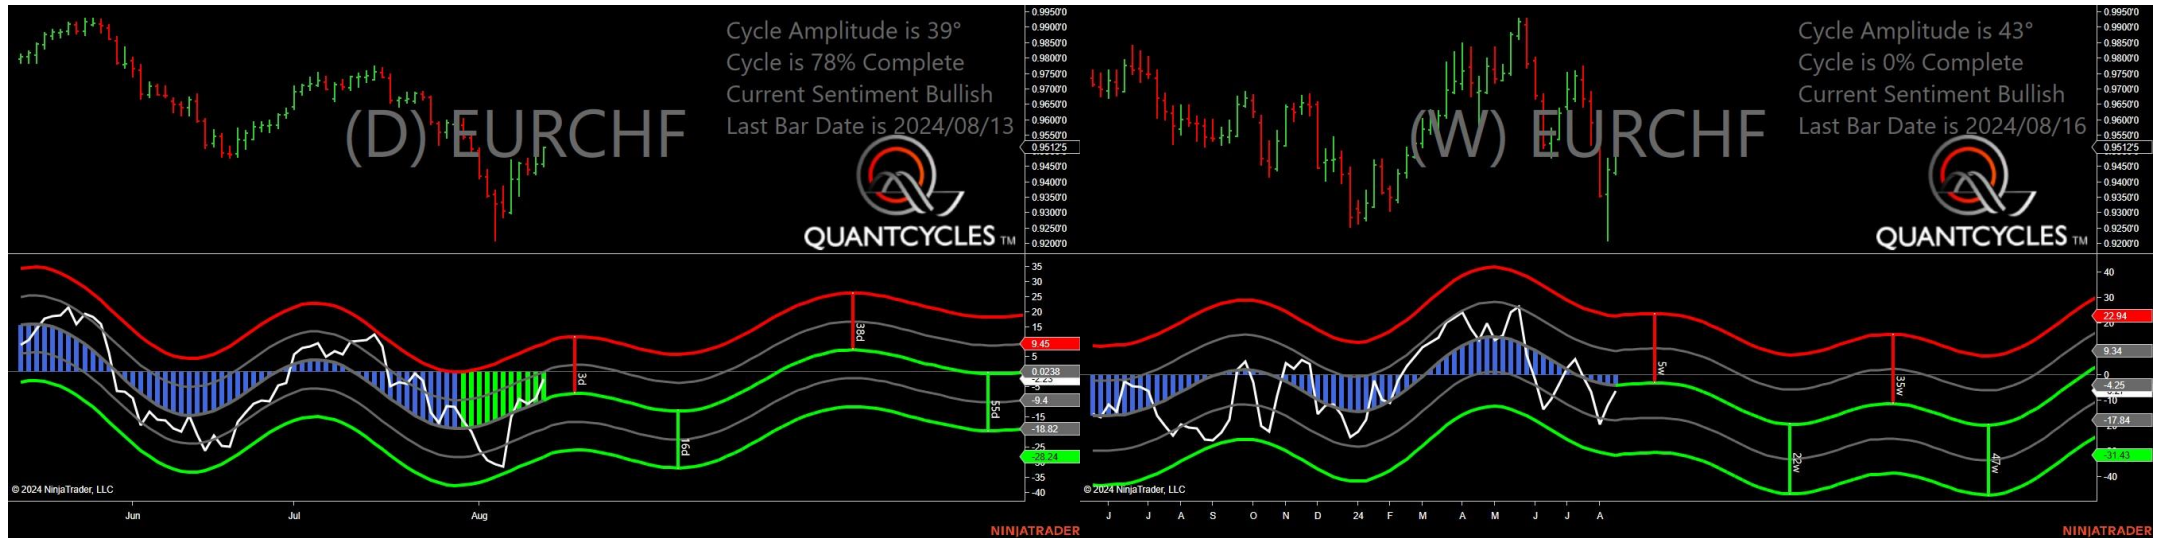 (D) EURCHF
Cycle Amplitude is 39°
Cycle is 78% Complete
Current Sentiment Bullish
Last Bar Date is 2024/08/13
QUANTCYCLES TM
0.9950'0
0.9900'0
0.9850'0
0.9800'0
0.9750'0
0.9700'0
0.9650'0
0.9600'0
0.9550'0
0.9512'5
0.9450'0
0.9400'0
0.9350'0
0.9300'0
0.9250'0
0.9200'0
35
30
25
20
15
9.45
5
0.0238
-2.23
-5
-9.4
-15
-18.82
-25
-28.24
-30
-35
-40
3d
16d
38d
55d
© 2024 NinjaTrader, LLC
Jun
Jul
Aug
NINJATRADER
(W) EURCHF
Cycle Amplitude is 43°
Cycle is 0% Complete
Current Sentiment Bullish
Last Bar Date is 2024/08/16
QUANTCYCLES TM
0.9950'0
0.9900'0
0.9850'0
0.9800'0
0.9750'0
0.9700'0
0.9650'0
0.9600'0
0.9550'0
0.9512'5
0.9450'0
0.9400'0
0.9350'0
0.9300'0
0.9250'0
0.9200'0
40
30
22.94
20
9.34
0
-4.25
-10
-17.84
-31.43
-40
5w
22w
35w
47w
© 2024 NinjaTrader, LLC
J
J
A
S
O
N
D
24
F
M
A
M
J
J
A
NINJATRADER